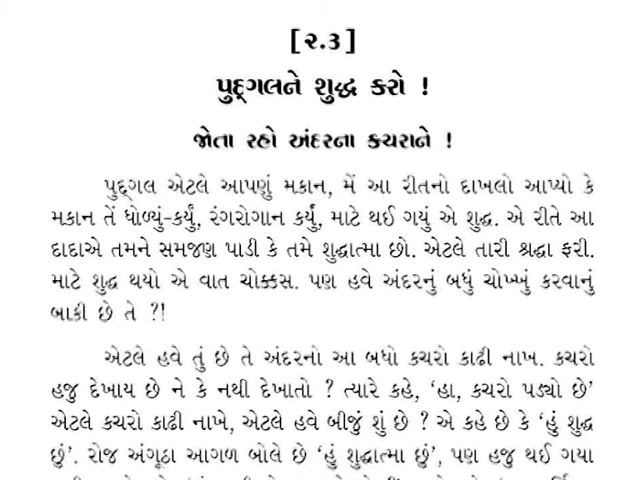 [૨.૩]
પુદ્ગલને શુદ્ધ કરો !
જોતા રહો અંદરના કચરાને !
પુદ્ગલ એટલે આપણું મકાન, મેં આ રીતનો દાખલો આપ્યો કે
મકાન તેં ધોળ્યું-કર્યું, રંગરોગાન કર્યું, માટે થઈ ગયું એ શુદ્ધ. એ રીતે આ
દાદાએ તમને સમજણ પાડી કે તમે શુદ્ધાત્મા છો. એટલે તારી શ્રદ્ધા ફરી.
માટે શુદ્ધ થયો એ વાત ચોક્કસ. પણ હવે અંદરનું બધું ચોખ્ખું કરવાનું
બાકી છે તે ?!
એટલે હવે તું છે તે અંદરનો આ બધો કચરો કાઢી નાખ. કચરો
હજુ દેખાય છે ને કે નથી દેખાતો ? ત્યારે કહે, ‘હા, કચરો પડ્યો છે’
એટલે કચરો કાઢી નાખે, એટલે હવે બીજું શું છે ? એ કહે છે કે ‘હું શુદ્ધ
છું’. રોજ અંગૂઠા આગળ બોલે છે ‘હું શુદ્ધાત્મા છું’, પણ હજુ થઈ ગયા